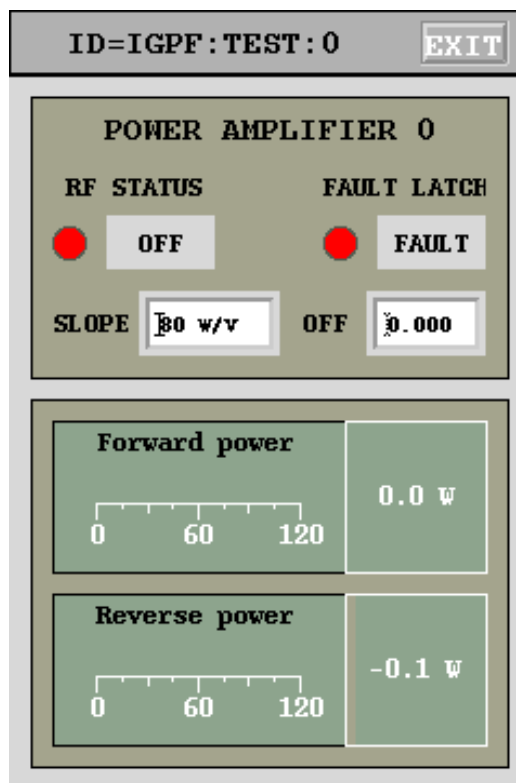 ID=IGPF:TEST:0 EXIT
POWER AMPLIFIER 0
RF STATUS FAULT LATCH
OFF FAULT
SLOPE 80 w/v OFF 0.000
Forward power
0.0 W
0 60 120
Reverse power
-0.1 W
0 60 120